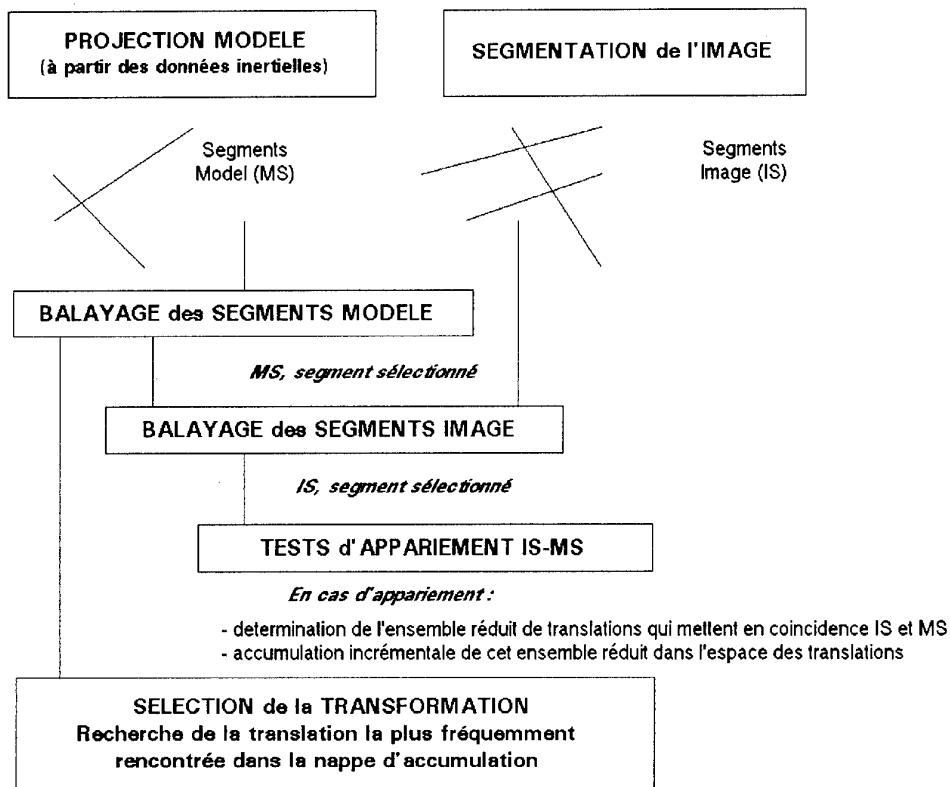 PROJECTION MODELE
(à partir des données inertielles)
SEGMENTATION de l'IMAGE
Segments
Model (MS)
Segments
Image (IS)
BALAYAGE des SEGMENTS MODELE
MS, segment sélectionné
BALAYAGE des SEGMENTS IMAGE
IS, segment sélectionné
TESTS d'APPARIEMENT IS-MS
En cas d'appariement :
- determination de l'ensemble réduit de translations qui mettent en coincidence IS et MS
- accumulation incrémentale de cet ensemble réduit dans l'espace des translations
SELECTION de la TRANSFORMATION
Recherche de la translation la plus fréquemment
rencontrée dans la nappe d'accumulation